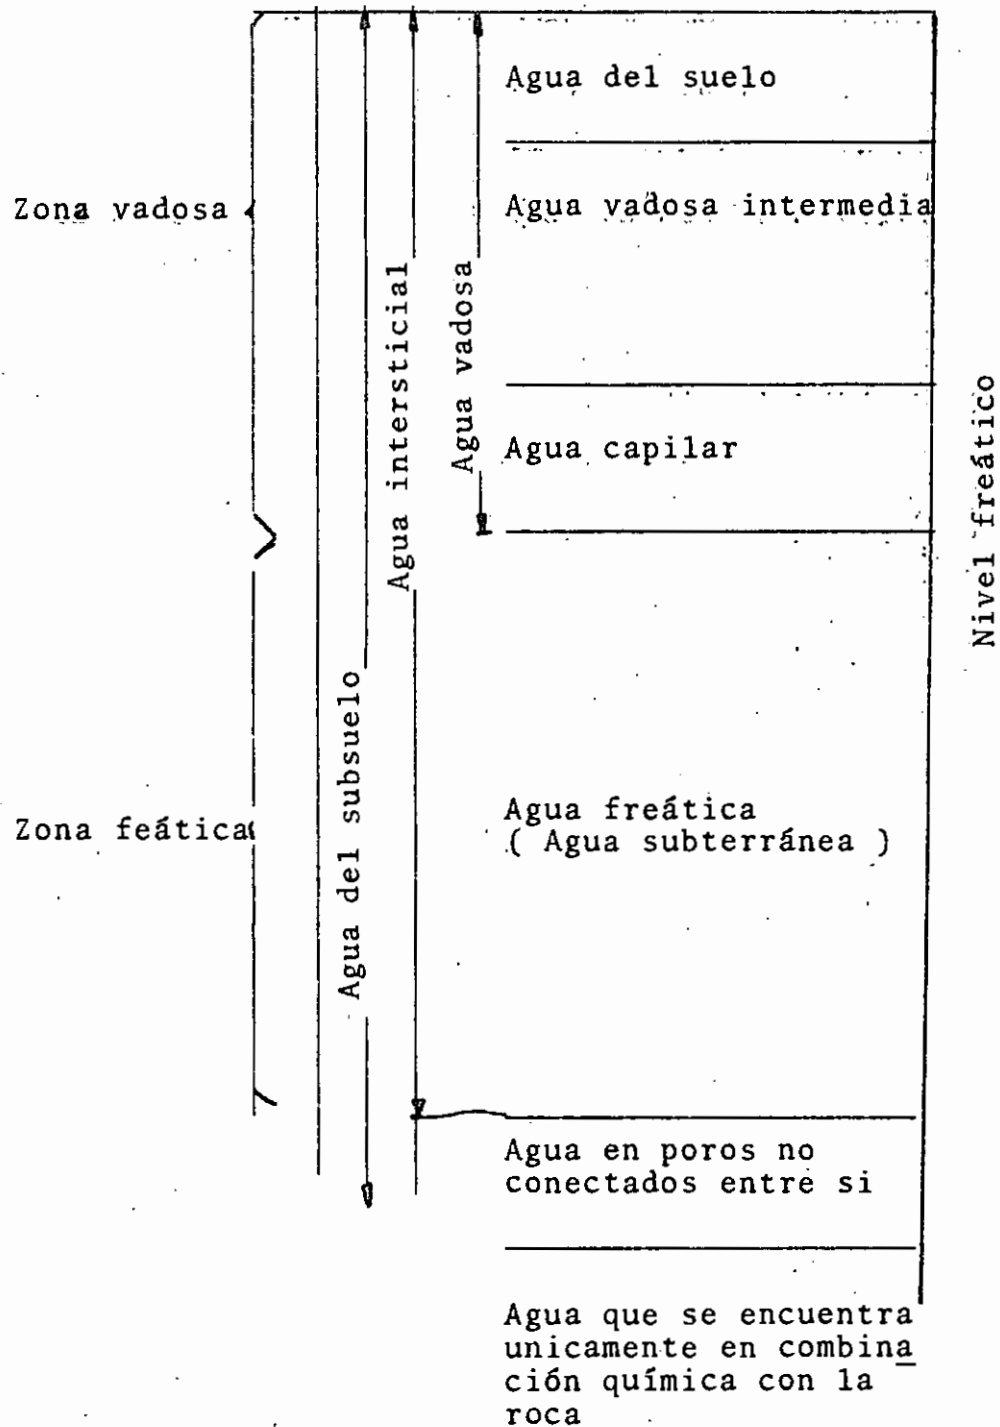 Agua del suelo
Zona vadosa
Agua vadosa intermedia
Agua intersticial
Agua vadosa
Nivel freático
Agua capilar
Agua del subsuelo
Zona feática
Agua freática
( Agua subterránea )
Agua en poros no
conectados entre si
Agua que se encuentra
unicamente en combina
ción química con la
roca